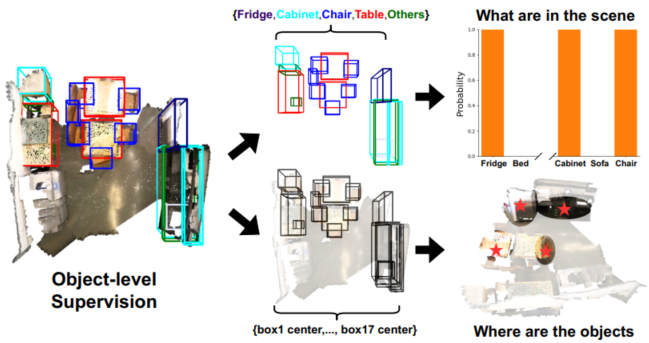 {Fridge,Cabinet,Chair,Table,Others}
What are in the scene
1.0
0.8
0.6
0.4
0.2
0.0
Probability
Fridge Bed Cabinet Sofa Chair
Object-level
Supervision
{box1 center,..., box17 center}
Where are the objects